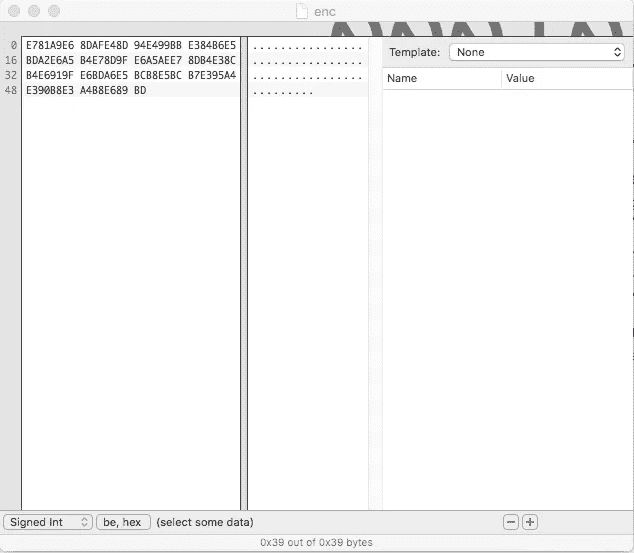 enc
0 E781A9E6 8DAFE48D 94E499BB E384B6E5 ................
16 BDA2E6A5 B4E78D9F E6A5AEE7 8DB4E38C ................
32 B4E6919F E6BDA6E5 BCB8E5BC B7E395A4 ................
48 E390B8E3 A4B8E689 BD .........
Template: None
Name Value
Signed Int be, hex (select some data)
0x39 out of 0x39 bytes